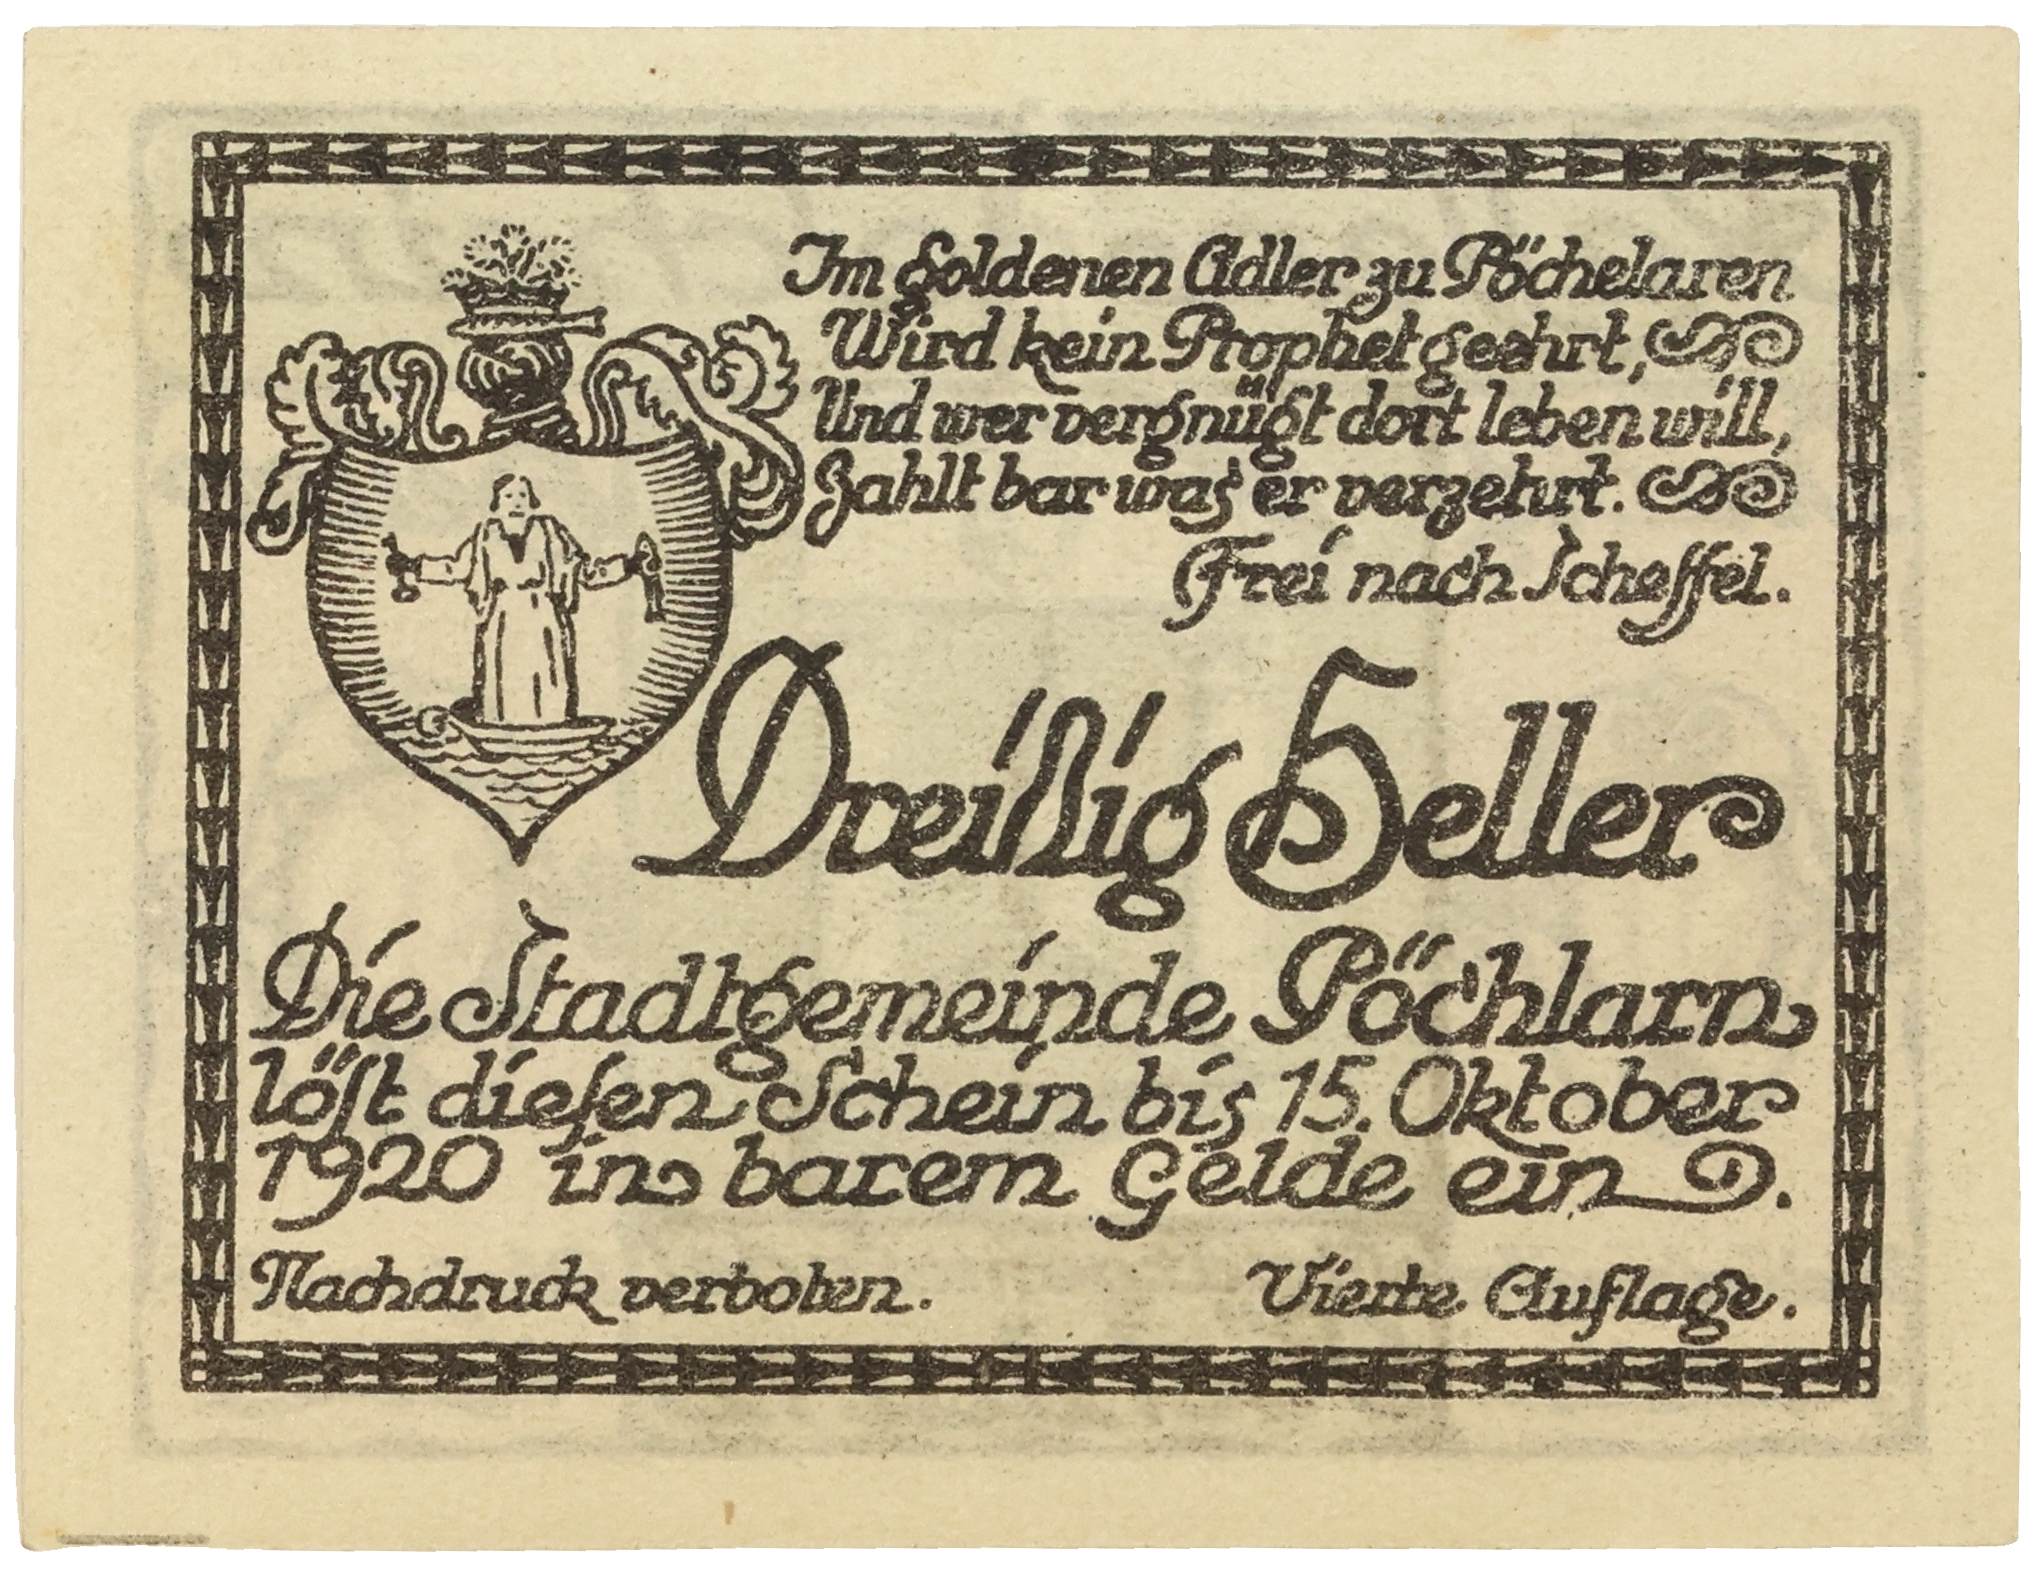 Im goldenen Adler zu Pöchelaren
Wird kein Prophet geehrt,
Und wer vergnügt dort leben will,
Zahlt bar was er verzehrt.
Frei nach Scheffel.
Dreißig Heller
Die Stadtgemeinde Pöchlarn
löst diesen Schein bis 15. Oktober
1920 in barem Gelde ein.
Nachdruck verboten.
Vierte Auflage.